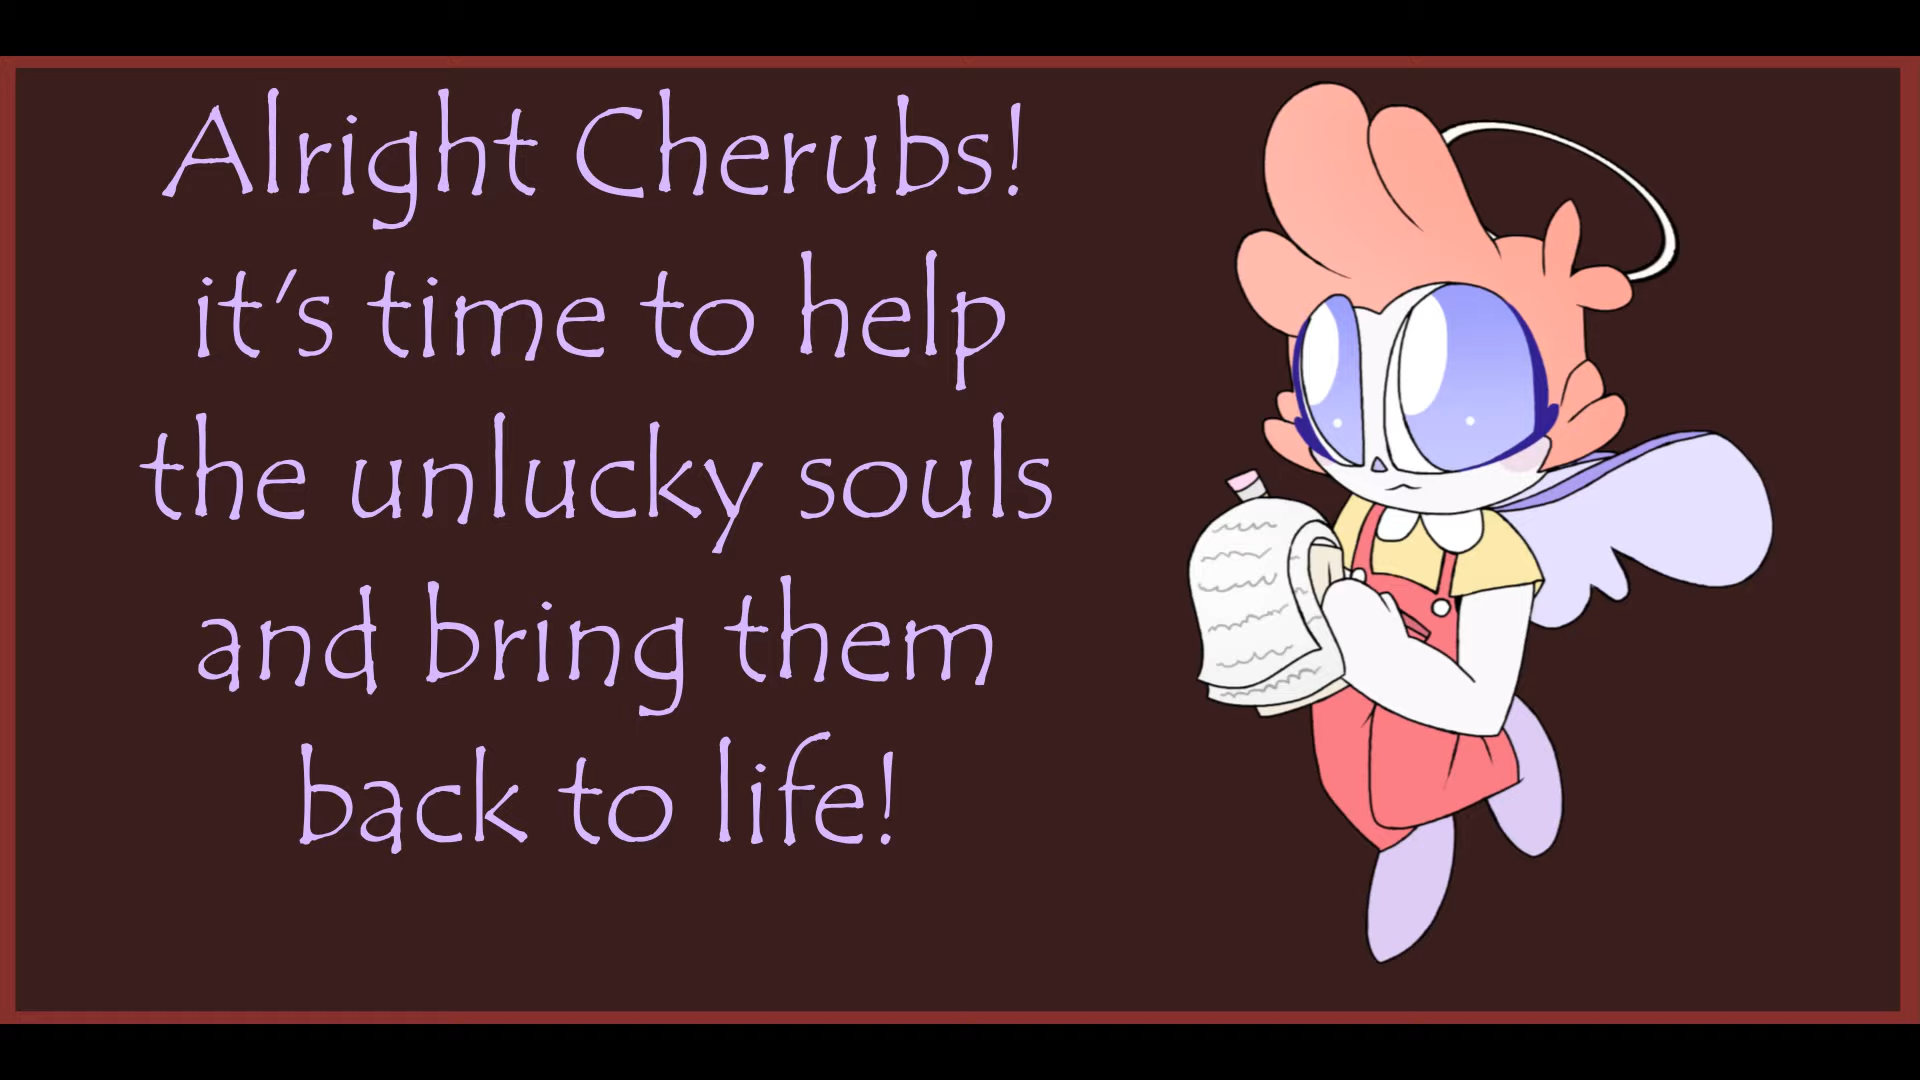 Alright Cherubs!
it's time to help
the unlucky souls
and bring them
back to life!